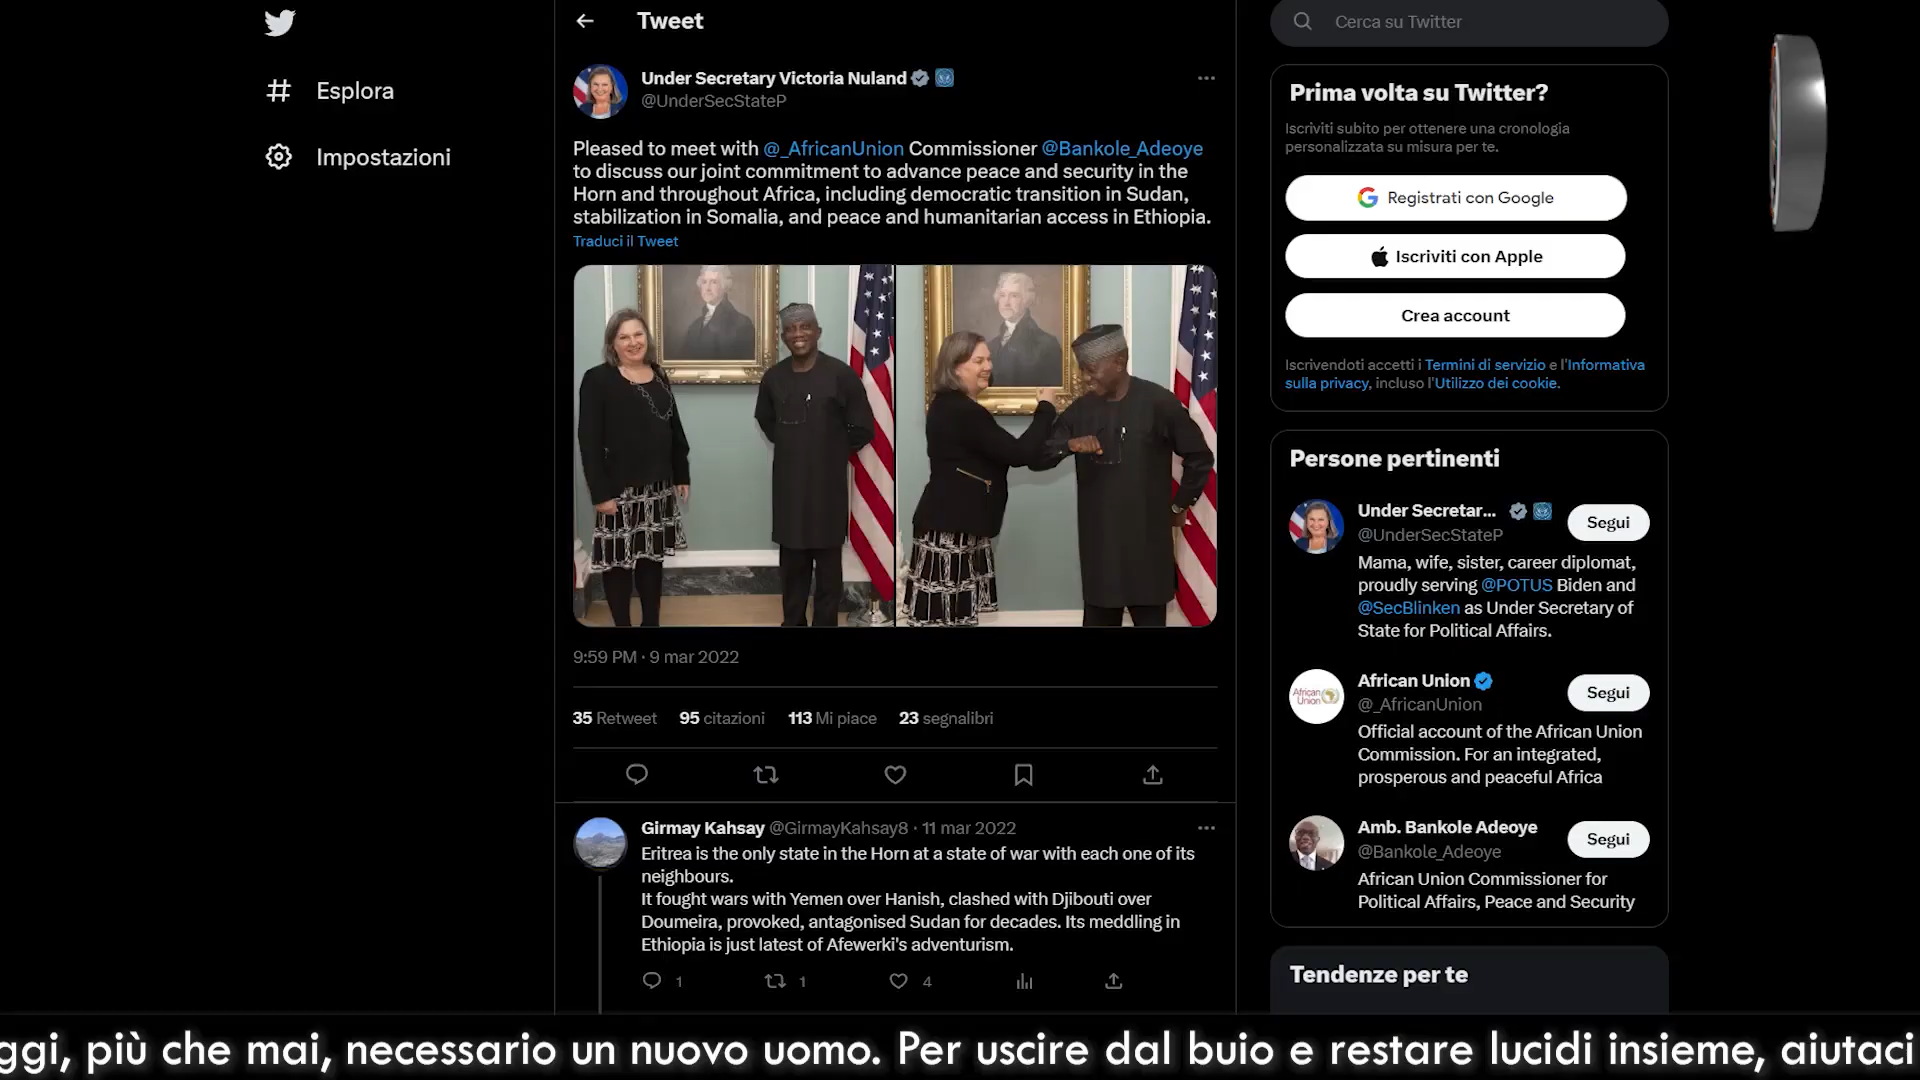 Tweet
Cerca su Twitter
Esplora
Impostazioni
Under Secretary Victoria Nuland
@UnderSecStateP
Pleased to meet with @_AfricanUnion Commissioner @Bankole_Adeoye
to discuss our joint commitment to advance peace and security in the
Horn and throughout Africa, including democratic transition in Sudan,
stabilization in Somalia, and peace and humanitarian access in Ethiopia.
Traduci il Tweet
9:59 PM · 9 mar 2022
35 Retweet 95 citazioni 113 Mi piace 23 segnalibri
Girmay Kahsay @GirmayKahsay8 · 11 mar 2022
Eritrea is the only state in the Horn at a state of war with each one of its
neighbours.
It fought wars with Yemen over Hanish, clashed with Djibouti over
Doumeira, provoked, antagonised Sudan for decades. Its meddling in
Ethiopia is just latest of Afewerki's adventurism.
1 1 4
Prima volta su Twitter?
Iscriviti subito per ottenere una cronologia
personalizzata su misura per te.
Registrati con Google
Iscriviti con Apple
Crea account
Iscrivendoti accetti i Termini di servizio e l'Informativa
sulla privacy, incluso l'Utilizzo dei cookie.
Persone pertinenti
Under Secretar...
@UnderSecStateP
Segui
Mama, wife, sister, career diplomat,
proudly serving @POTUS Biden and
@SecBlinken as Under Secretary of
State for Political Affairs.
African Union
African Union
@_AfricanUnion
Segui
Official account of the African Union
Commission. For an integrated,
prosperous and peaceful Africa
Amb. Bankole Adeoye
@Bankole_Adeoye
Segui
African Union Commissioner for
Political Affairs, Peace and Security
Tendenze per te
ggi, più che mai, necessario un nuovo uomo. Per uscire dal buio e restare lucidi insieme, aiutaci